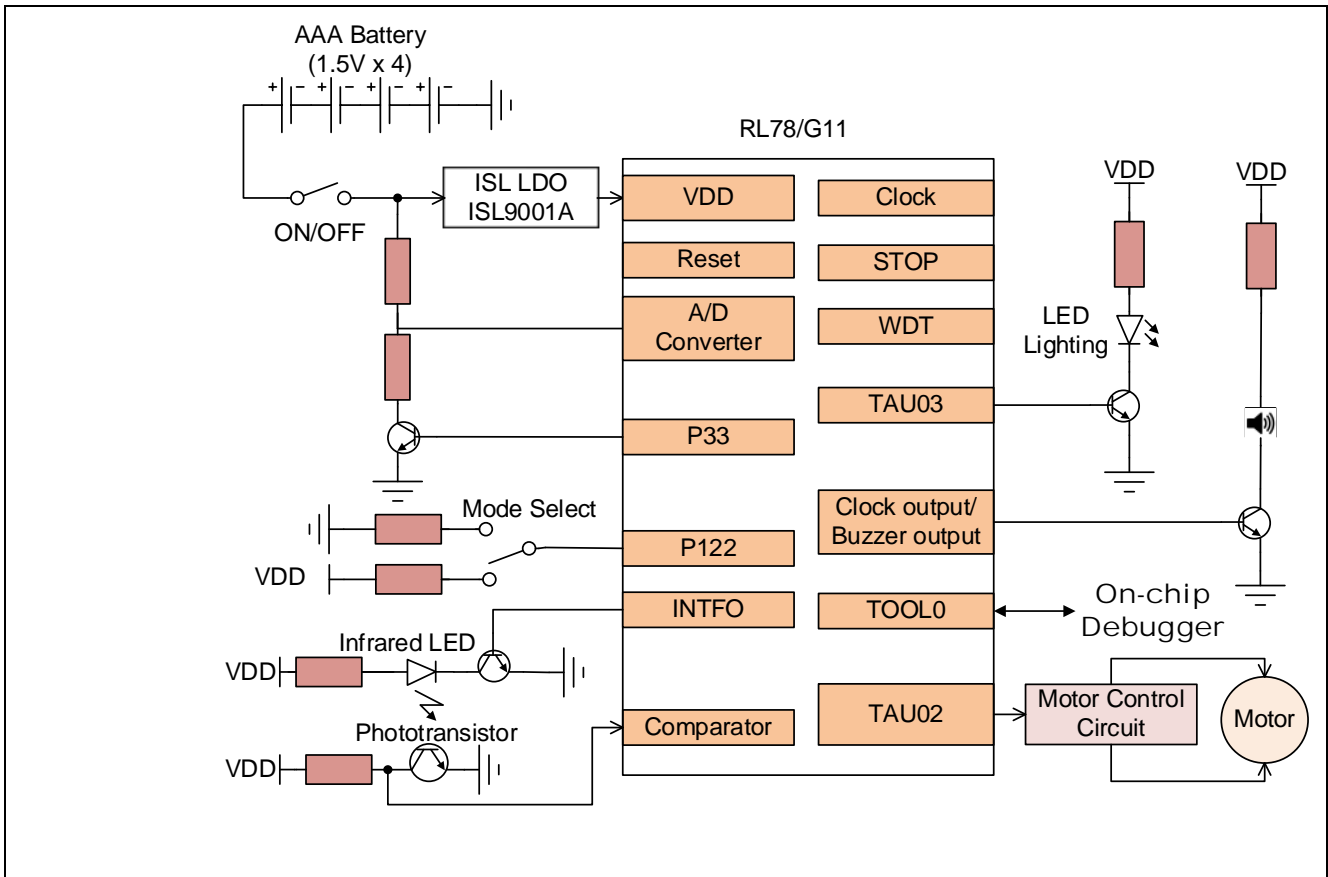 AAA Battery
(1.5V x 4)
+ − + − + − + −
RL78/G11
ON/OFF
ISL LDO
ISL9001A
VDD
Clock
Reset
STOP
A/D
Converter
WDT
P33
TAU03
Clock output/
Buzzer output
P122
INTFO
TOOL0
Comparator
TAU02
Mode Select
VDD
Infrared LED
VDD
Phototransistor
VDD
VDD
VDD
LED
Lighting
On-chip
Debugger
Motor Control
Circuit
Motor